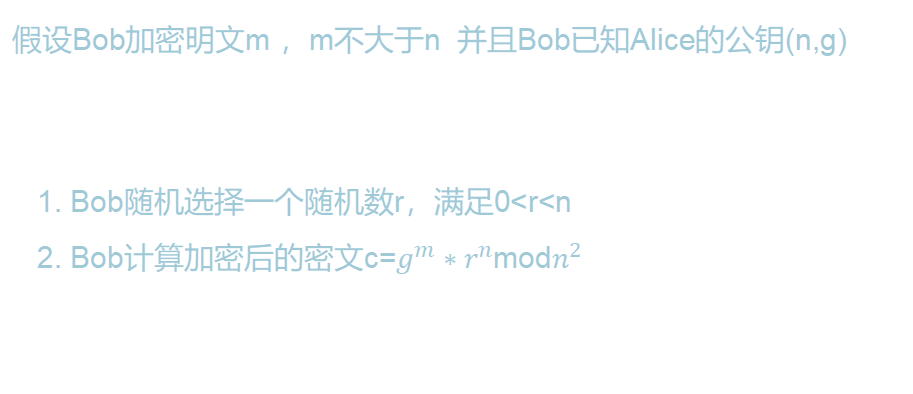 假设Bob加密明文m ，m不大于n 并且Bob已知Alice的公钥(n,g)
1. Bob随机选择一个随机数r，满足0<r<n
2. Bob计算加密后的密文c=$g^m * r^n$mod$n^2$